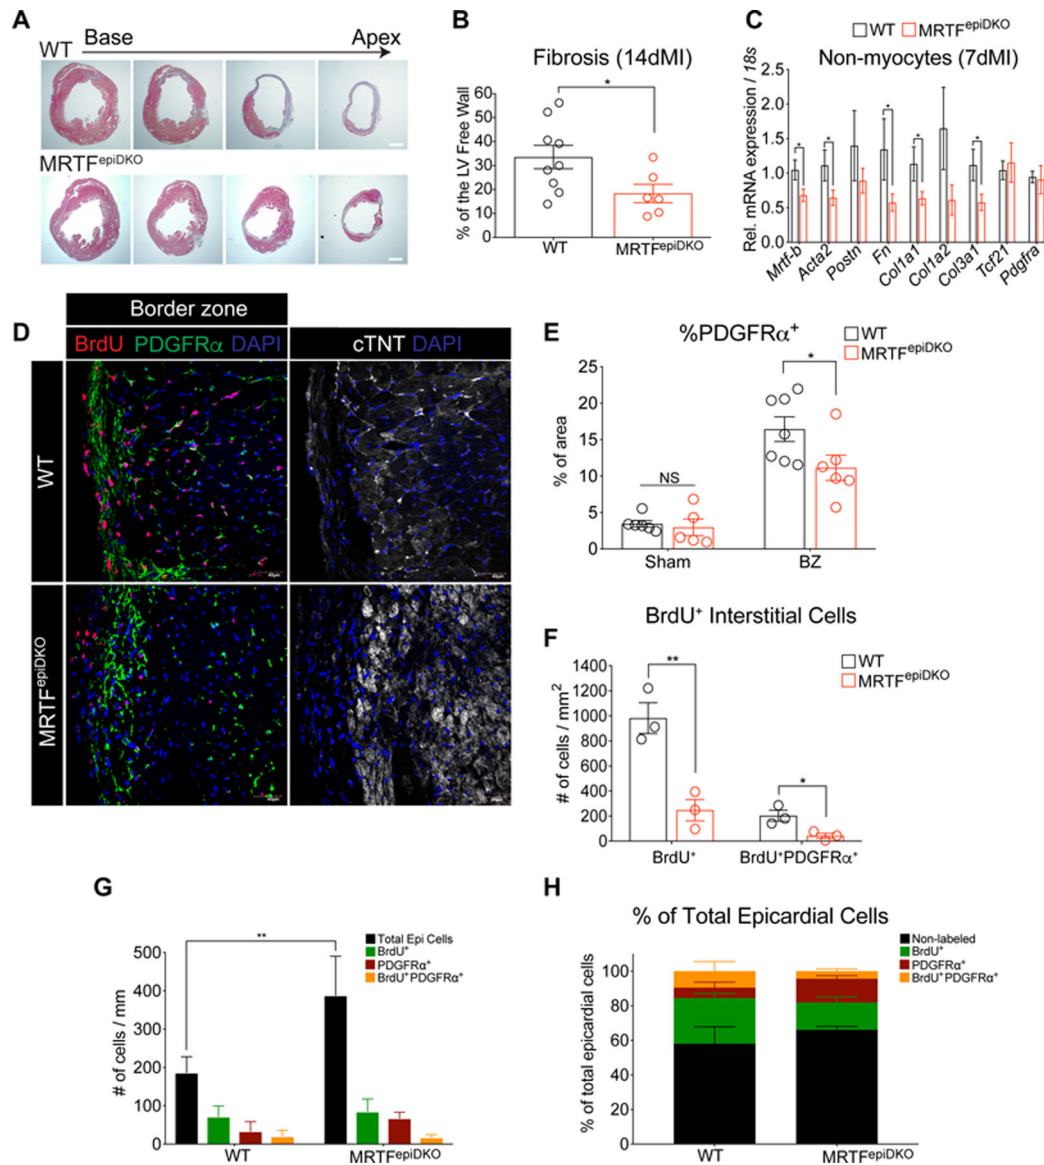 A
WT Base Apex
MRTFepiDKO
B
Fibrosis (14dMI)
*
% of the LV Free Wall
60
50
40
30
20
10
0
WT MRTFepiDKO
C
WT MRTFepiDKO
Non-myocytes (7dMI)
Rel. mRNA expression / 18s
2.5
2.0
1.5
1.0
0.5
0.0
* * * * *
Mrtf-b Acta2 Postn Fn Col1a1 Col1a2 Col3a1 Tcf21 Pdgfra
D
Border zone
BrdU PDGFRα DAPI cTNT DAPI
WT
MRTFepiDKO
E
%PDGFRα+
WT
MRTFepiDKO
% of area
25
20
15
10
5
0
NS
*
Sham BZ
BrdU+ Interstitial Cells
F
WT
MRTFepiDKO
# of cells / mm2
1400
1200
1000
800
600
400
200
0
**
*
BrdU+ BrdU+PDGFRα+
G
Total Epi Cells
BrdU+
PDGFRα+
BrdU+PDGFRα+
**
# of cells / mm
500
400
300
200
100
0
WT MRTFepiDKO
H
% of Total Epicardial Cells
Non-labeled
BrdU+
PDGFRα+
BrdU+PDGFRα+
% of total epicardial cells
100
80
60
40
20
0
WT MRTFepiDKO